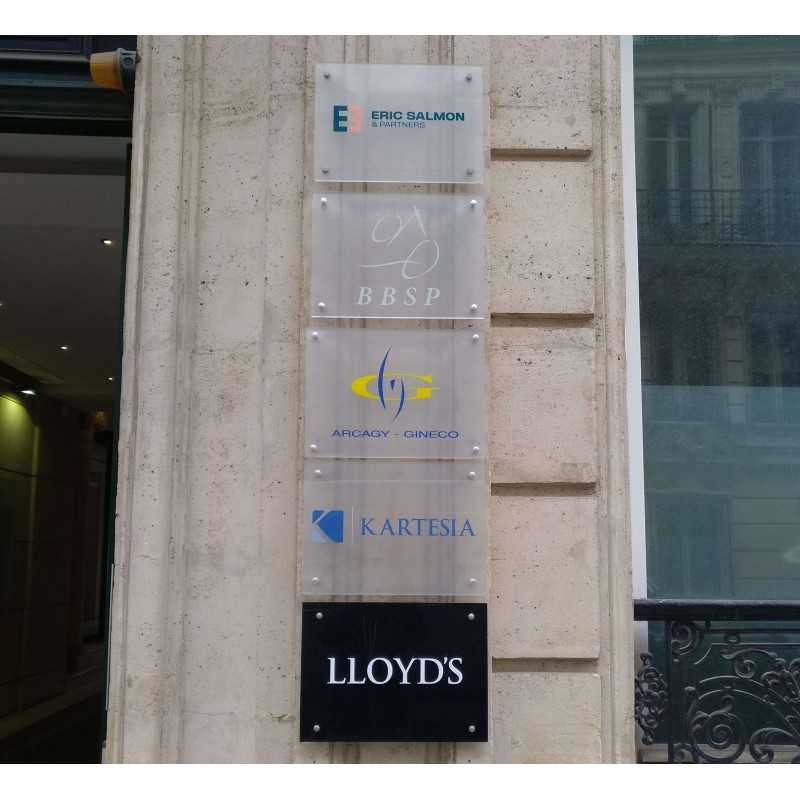 ERIC SALMON
& PARTNERS
BBSP
ARCAGY - GINECO
KARTESIA
LLOYD'S